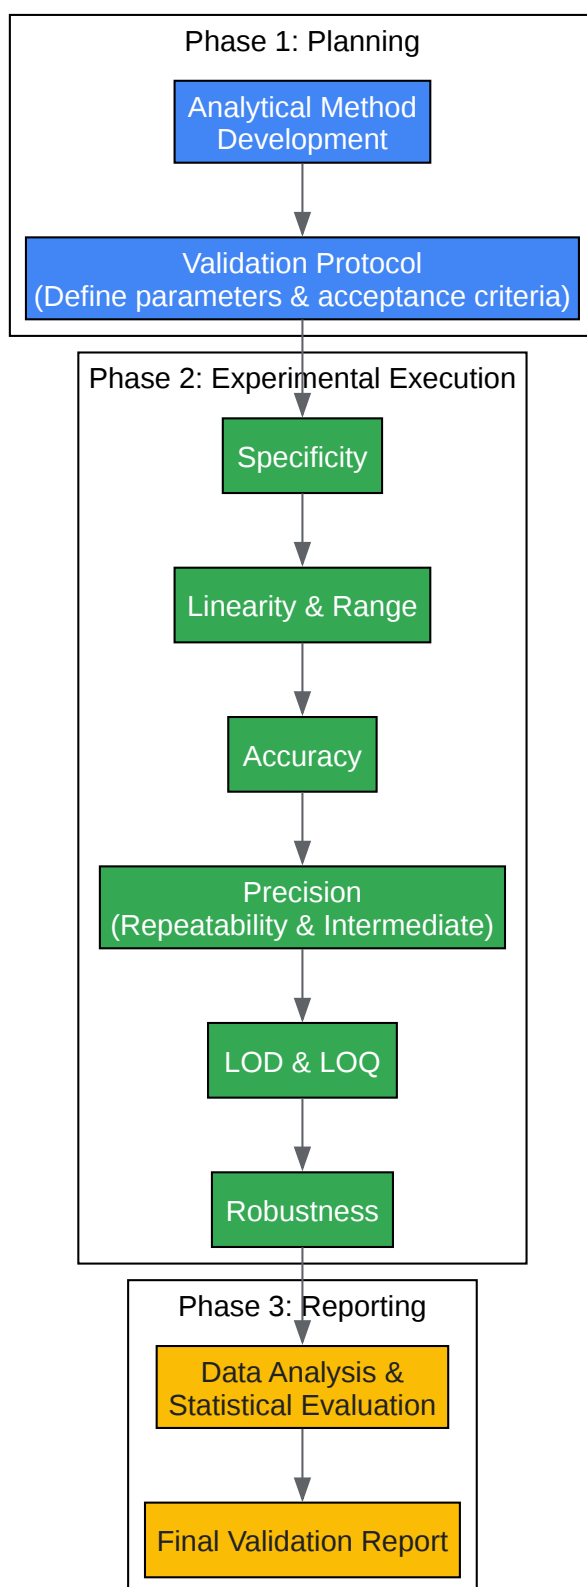 Phase 1: Planning
Analytical Method
Development
Validation Protocol
(Define parameters & acceptance criteria)
Phase 2: Experimental Execution
Specificity
Linearity & Range
Accuracy
Precision
(Repeatability & Intermediate)
LOD & LOQ
Robustness
Phase 3: Reporting
Data Analysis &
Statistical Evaluation
Final Validation Report